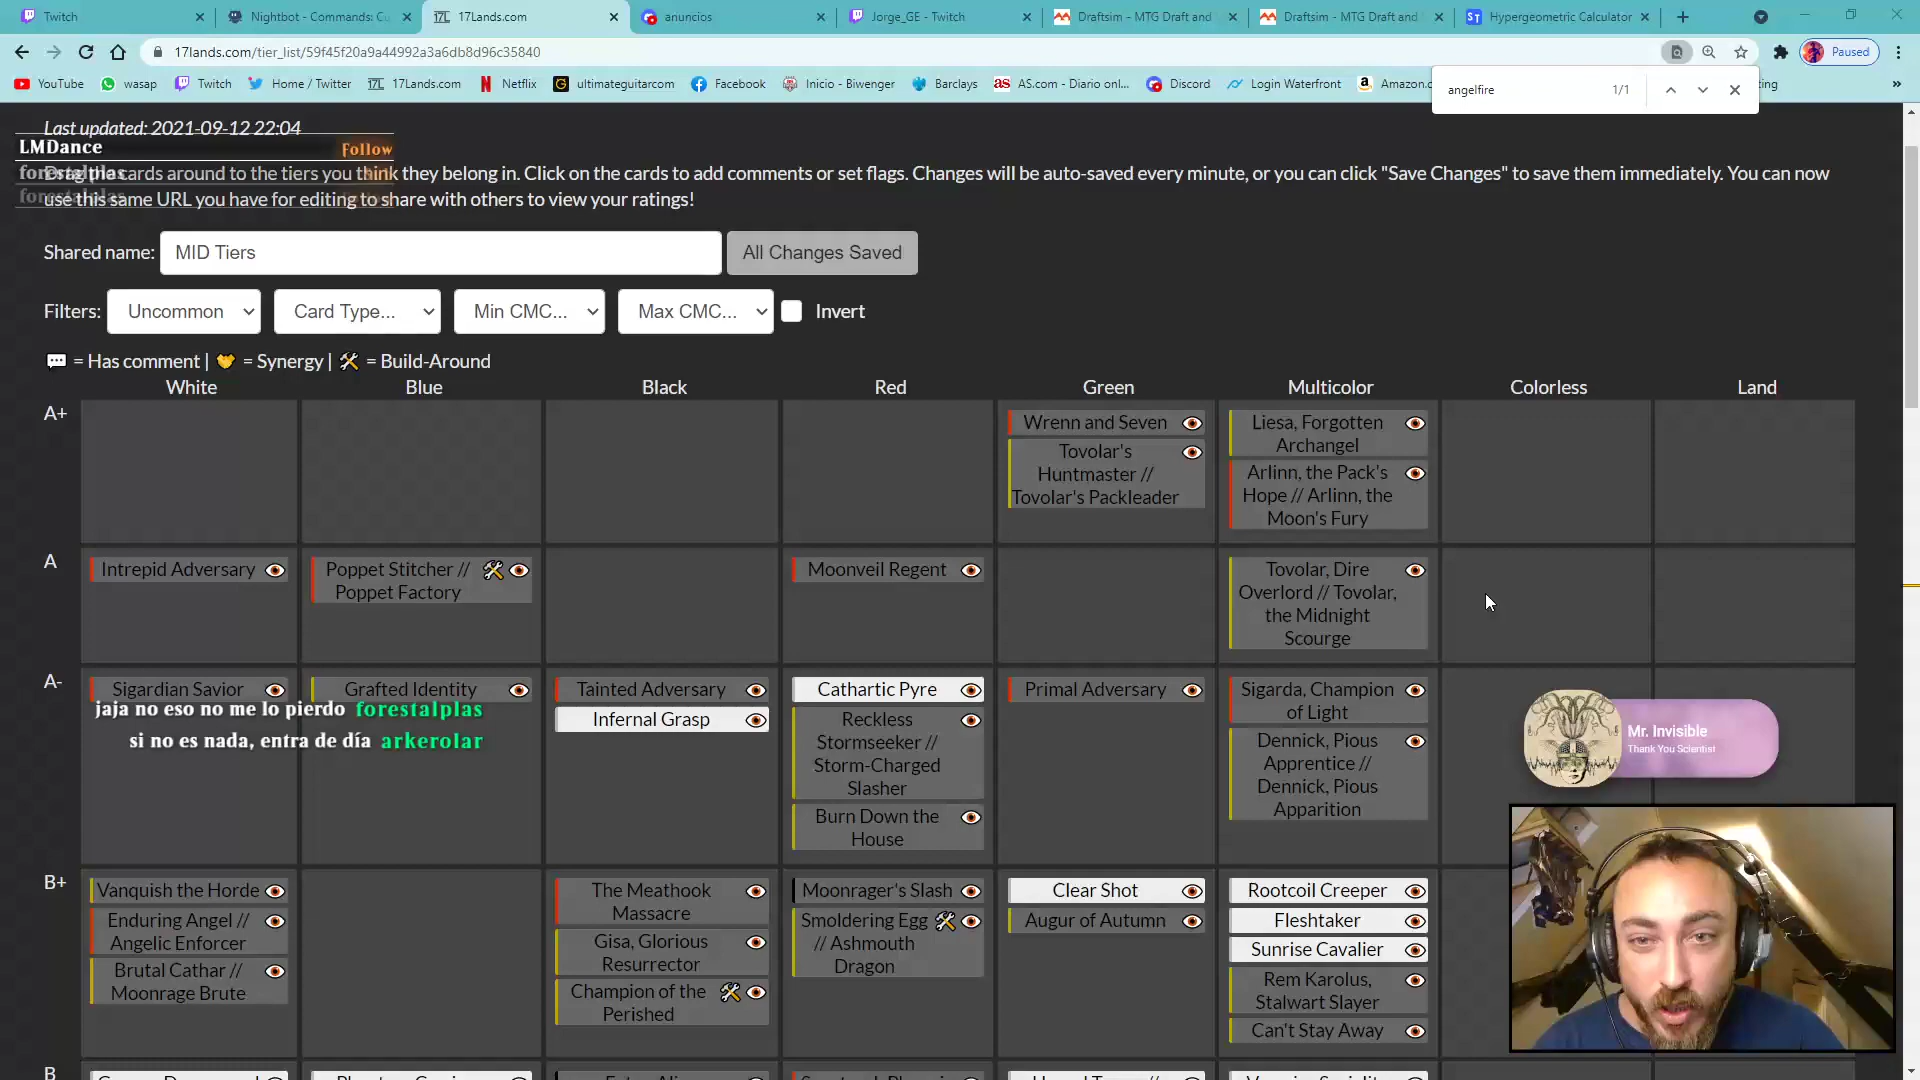 Twitch
Nightbot - Commands: Cu
17Lands.com
anuncios
Jorge_GE - Twitch
Draftsim - MTG Draft and
Draftsim - MTG Draft and
Hypergeometric Calculator
17lands.com/tier_list/59f45f20a9a44992a3a6db8d96c35840
Paused
YouTube
wasap
Twitch
Home / Twitter
17Lands.com
Netflix
ultimateguitarcom
Facebook
Inicio - Biwenger
Barclays
AS.com - Diario onl...
Discord
Login Waterfront
Amazon.c
angelfire
1/1
Last updated: 2021-09-12 22:04
LMDance Follow
forestalplas
forestalplas
Drag the cards around to the tiers you think they belong in. Click on the cards to add comments or set flags. Changes will be auto-saved every minute, or you can click "Save Changes" to save them immediately. You can now
use this same URL you have for editing to share with others to view your ratings!
Shared name: MID Tiers All Changes Saved
Filters: Uncommon Card Type... Min CMC... Max CMC... Invert
= Has comment | = Synergy | = Build-Around
White Blue Black Red Green Multicolor Colorless Land
A+
Wrenn and Seven
Tovolar's
Huntmaster //
Tovolar's Packleader
Liesa, Forgotten
Archangel
Arlinn, the Pack's
Hope // Arlinn, the
Moon's Fury
A
Intrepid Adversary
Poppet Stitcher //
Poppet Factory
Moonveil Regent
Tovolar, Dire
Overlord // Tovolar,
the Midnight
Scourge
A-
Sigardian Savior
Grafted Identity
Tainted Adversary
Infernal Grasp
Cathartic Pyre
Reckless
Stormseeker //
Storm-Charged
Slasher
Burn Down the
House
Primal Adversary
Sigarda, Champion
of Light
Dennick, Pious
Apprentice //
Dennick, Pious
Apparition
jaja no eso no me lo pierdo forestalplas
si no es nada, entra de día arkerolar
Mr. Invisible
Thank You Scientist
B+
Vanquish the Horde
Enduring Angel //
Angelic Enforcer
Brutal Cathar //
Moonrage Brute
The Meathook
Massacre
Gisa, Glorious
Resurrector
Champion of the
Perished
Moonrager's Slash
Smoldering Egg
// Ashmouth
Dragon
Clear Shot
Augur of Autumn
Rootcoil Creeper
Fleshtaker
Sunrise Cavalier
Rem Karolus,
Stalwart Slayer
Can't Stay Away
B